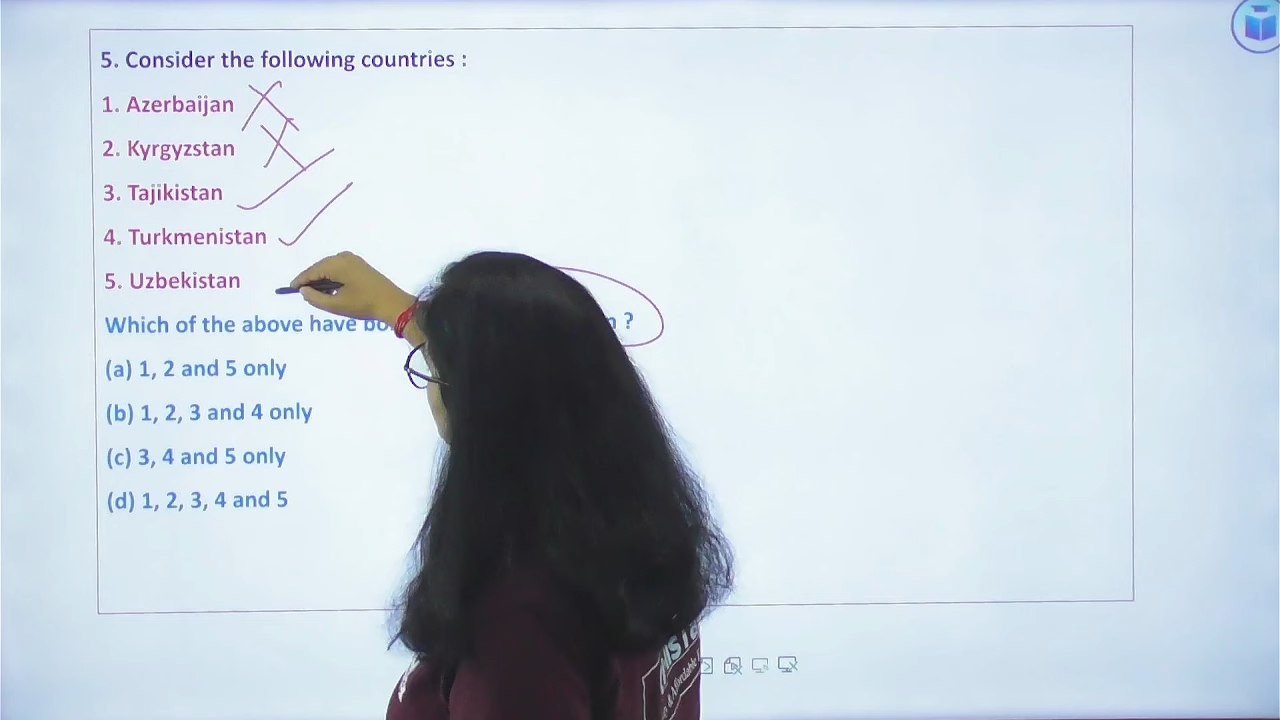 5. Consider the following countries :
1. Azerbaijan
2. Kyrgyzstan
3. Tajikistan
4. Turkmenistan
5. Uzbekistan
Which of the above have ?
(a) 1, 2 and 5 only
(b) 1, 2, 3 and 4 only
(c) 3, 4 and 5 only
(d) 1, 2, 3, 4 and 5